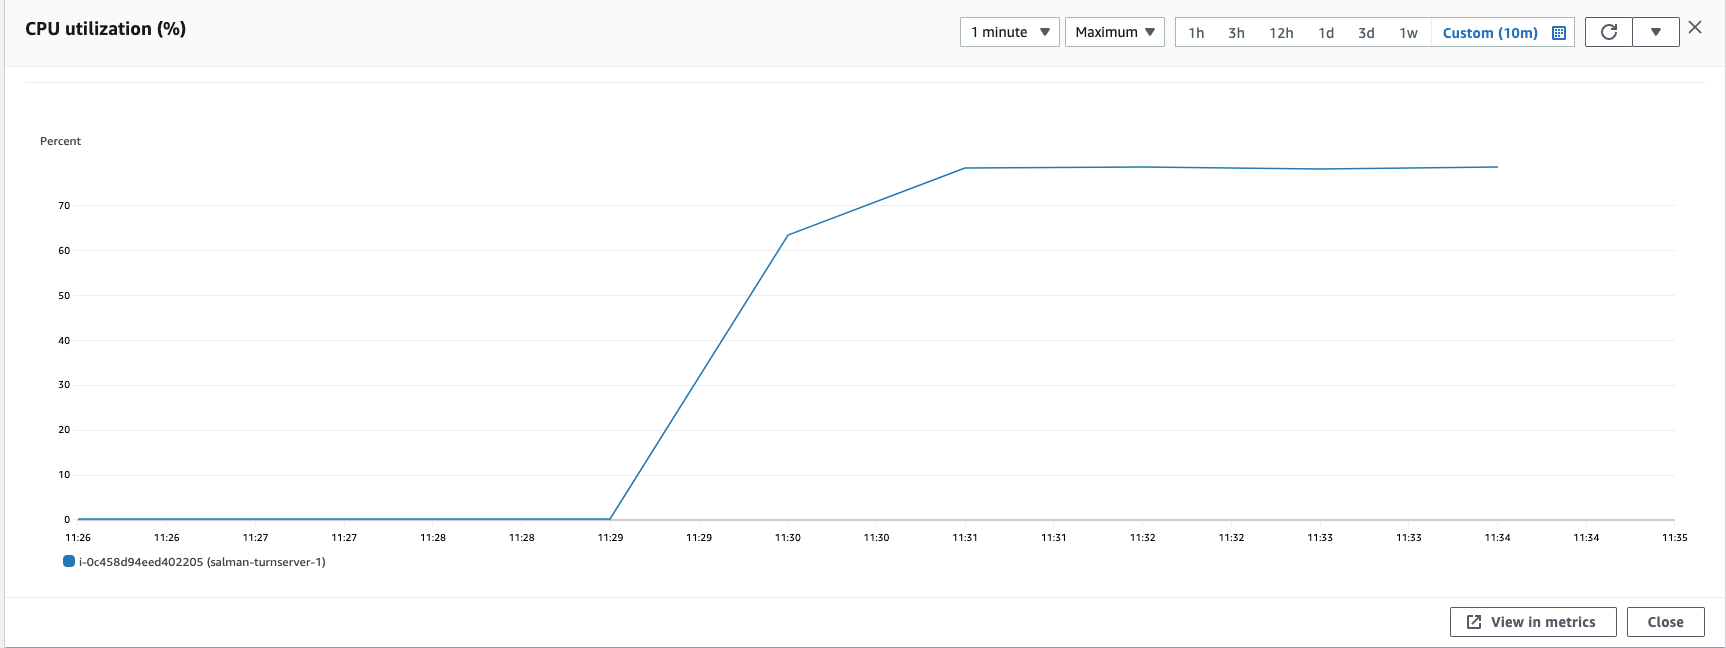 CPU utilization (%)
1 minute
Maximum
1h 3h 12h 1d 3d 1w Custom (10m)
Percent
70
60
50
40
30
20
10
0
11:26 11:26 11:27 11:27 11:28 11:28 11:29 11:29 11:30 11:30 11:31 11:31 11:32 11:32 11:33 11:33 11:34 11:34 11:35
i-0c458d94eed402205 (salman-turnserver-1)
View in metrics
Close